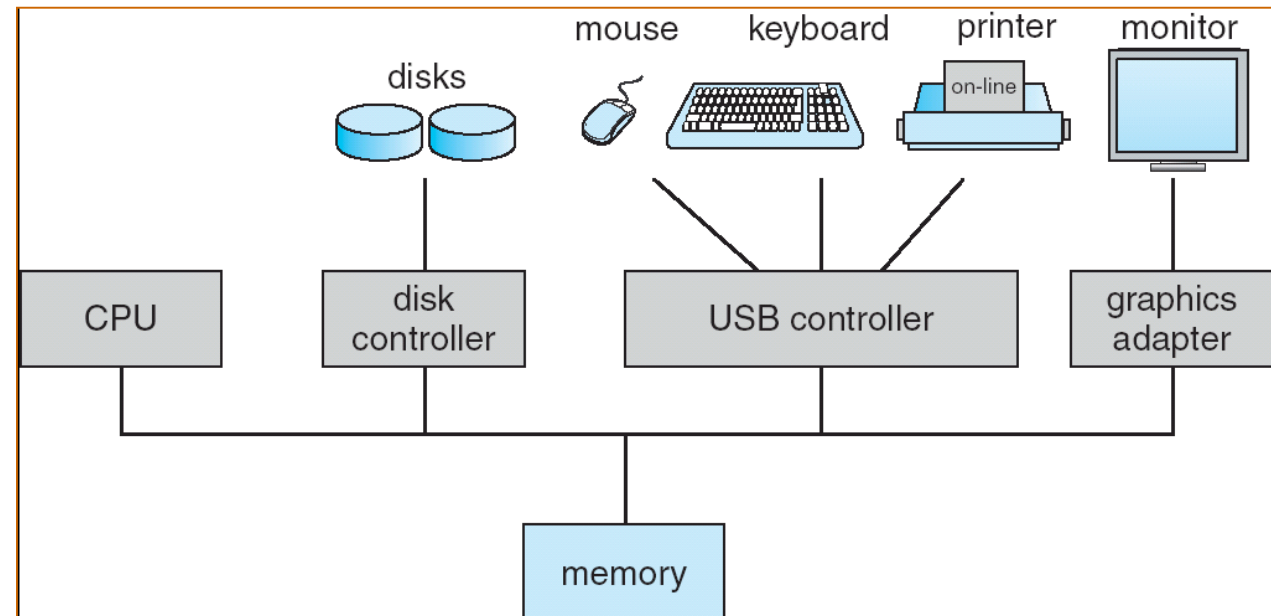 mouse
keyboard
printer
monitor
disks
on-line
CPU
disk
controller
USB controller
graphics
adapter
memory